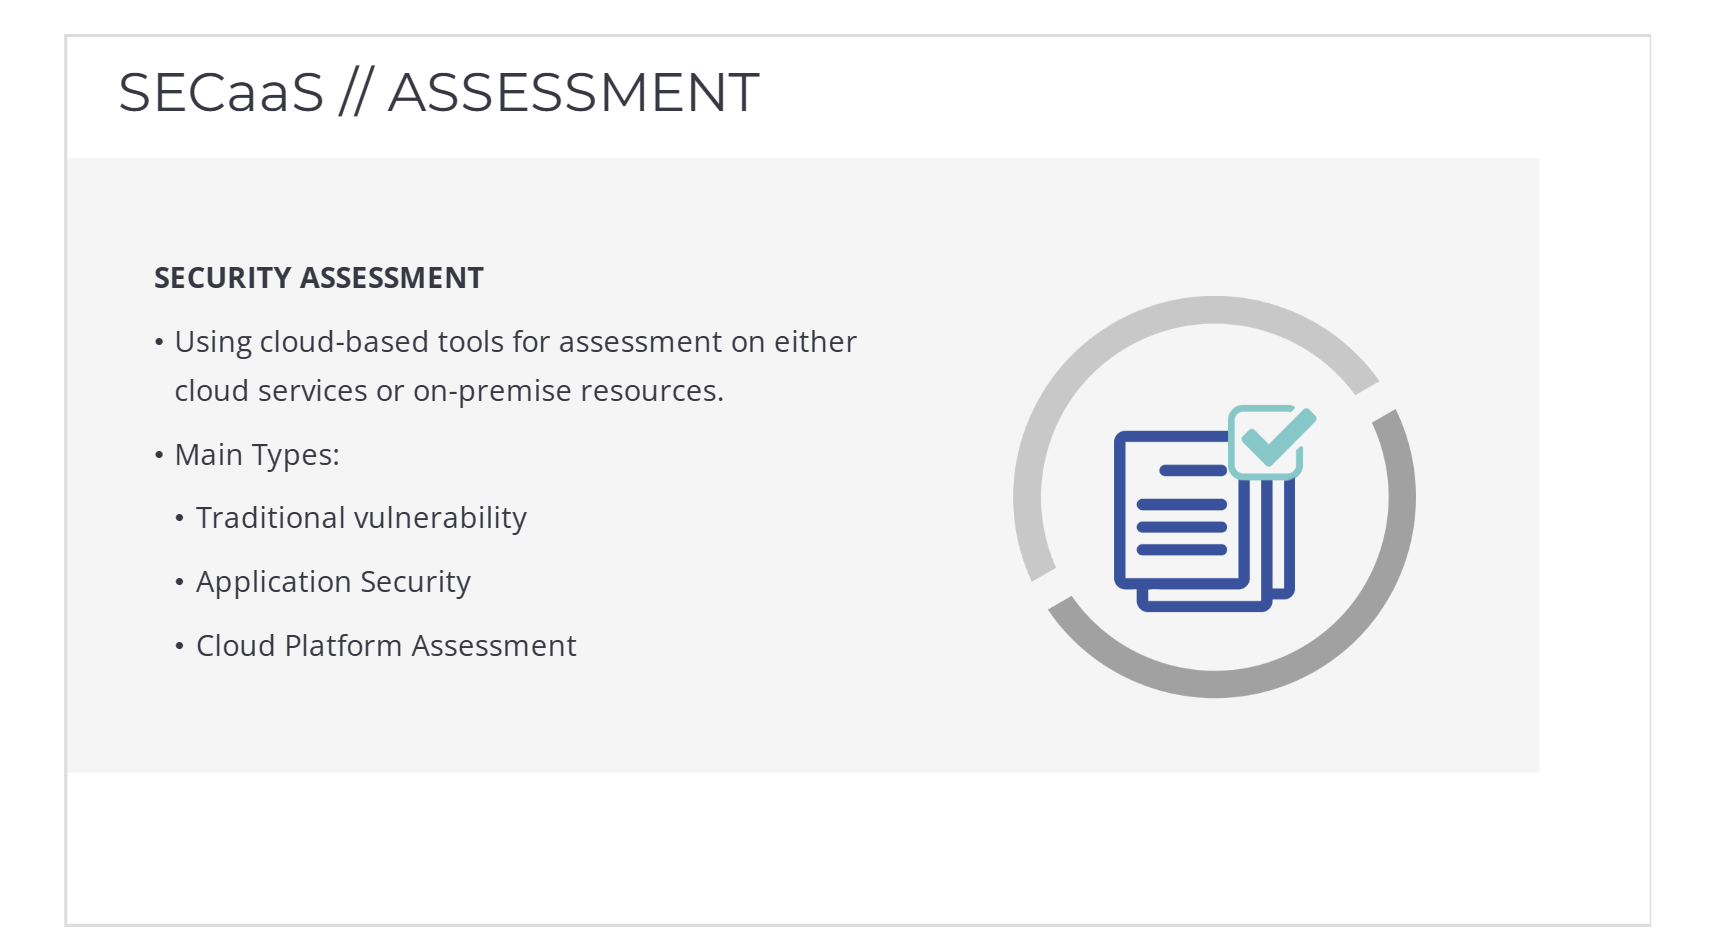 SECaaS // ASSESSMENT
SECURITY ASSESSMENT
• Using cloud-based tools for assessment on either
cloud services or on-premise resources.
• Main Types:
• Traditional vulnerability
• Application Security
• Cloud Platform Assessment